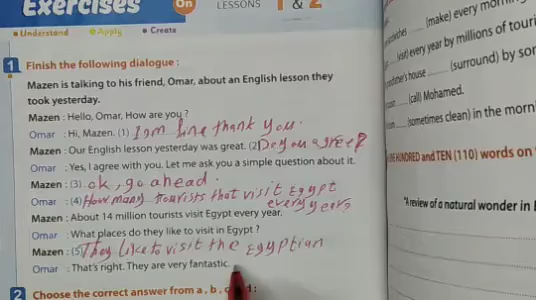 Exercises
On
LESSONS 1 & 2
Understand Apply Create
1 Finish the following dialogue :
Mazen is talking to his friend, Omar, about an English lesson they
took yesterday.
Mazen : Hello, Omar, How are you ?
Omar : Hi, Mazen. (1) I am fine thank you.
Mazen : Our English lesson yesterday was great. (2) Do you agree?
Omar : Yes, I agree with you. Let me ask you a simple question about it.
Mazen : (3) ok, go ahead.
Omar : (4) How many tourists that visit Egypt
every year?
Mazen : About 14 million tourists visit Egypt every year.
Omar : What places do they like to visit in Egypt ?
Mazen : (5) They like to visit the Egyptian
Omar : That's right. They are very fantastic.
2 Choose the correct answer from a , b , c
(make) every
(visit) every year by millions of
house (surround) by
(call) Mohamed.
(sometimes clean) in the
HUNDRED and TEN (110) words on
"A review of a natural wonder in